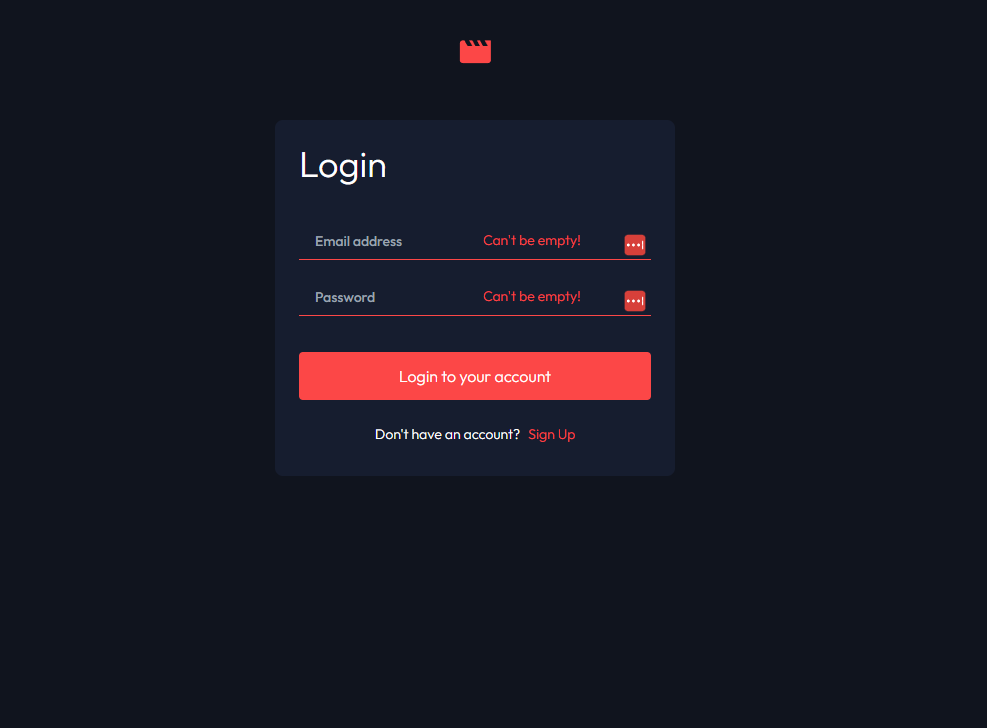 Login
Email address Can't be empty!
Password Can't be empty!
Login to your account
Don't have an account? Sign Up